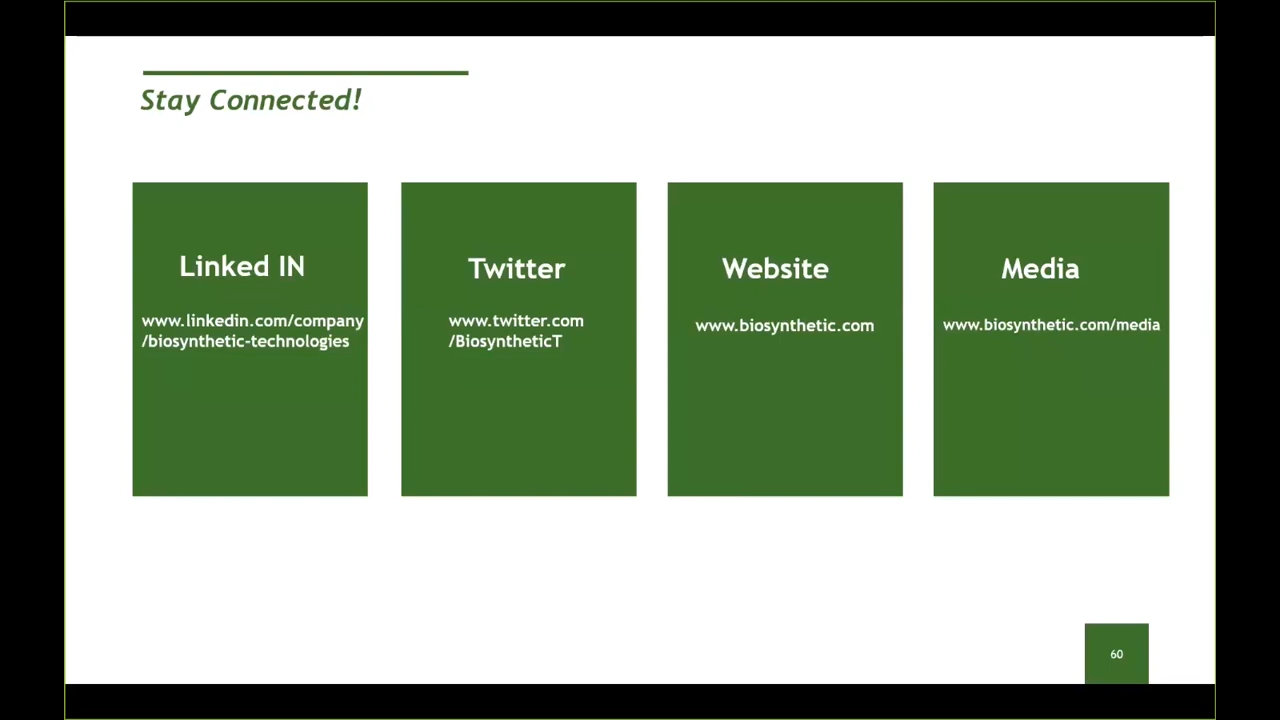 Stay Connected!
Linked IN
www.linkedin.com/company
/biosynthetic-technologies
Twitter
www.twitter.com
/BiosyntheticT
Website
www.biosynthetic.com
Media
www.biosynthetic.com/media
60